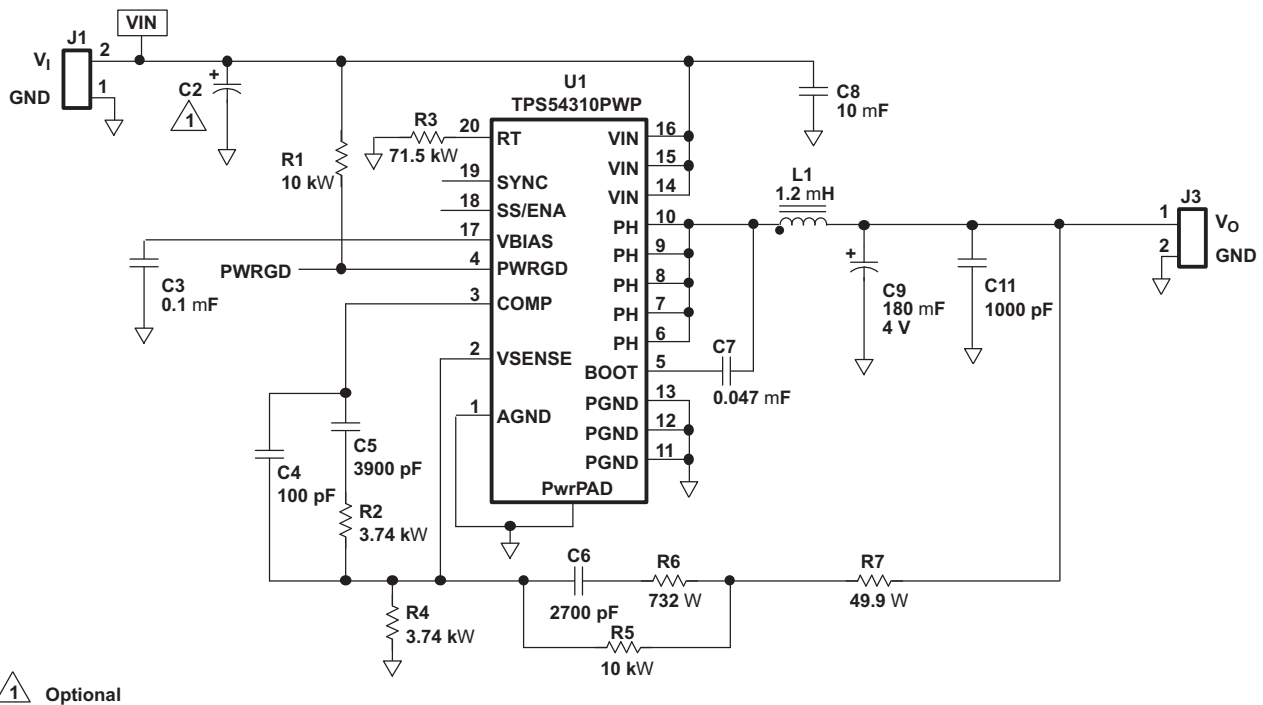 VIN
J1
VI
2
1
GND
C2
+
1
R1
10 kW
R3
71.5 kW
U1
TPS54310PWP
20 RT
19 SYNC
18 SS/ENA
17 VBIAS
4 PWRGD
3 COMP
2 VSENSE
1 AGND
PwrPAD
VIN 16
VIN 15
VIN 14
PH 10
PH 9
PH 8
PH 7
PH 6
BOOT 5
PGND 13
PGND 12
PGND 11
C8
10 mF
L1
1.2 mH
J3
1
VO
2
GND
+
C9
180 mF
4 V
C11
1000 pF
C7
0.047 mF
PWRGD
C3
0.1 mF
C4
100 pF
C5
3900 pF
R2
3.74 kW
R4
3.74 kW
C6
2700 pF
R6
732 W
R7
49.9 W
R5
10 kW
1 Optional